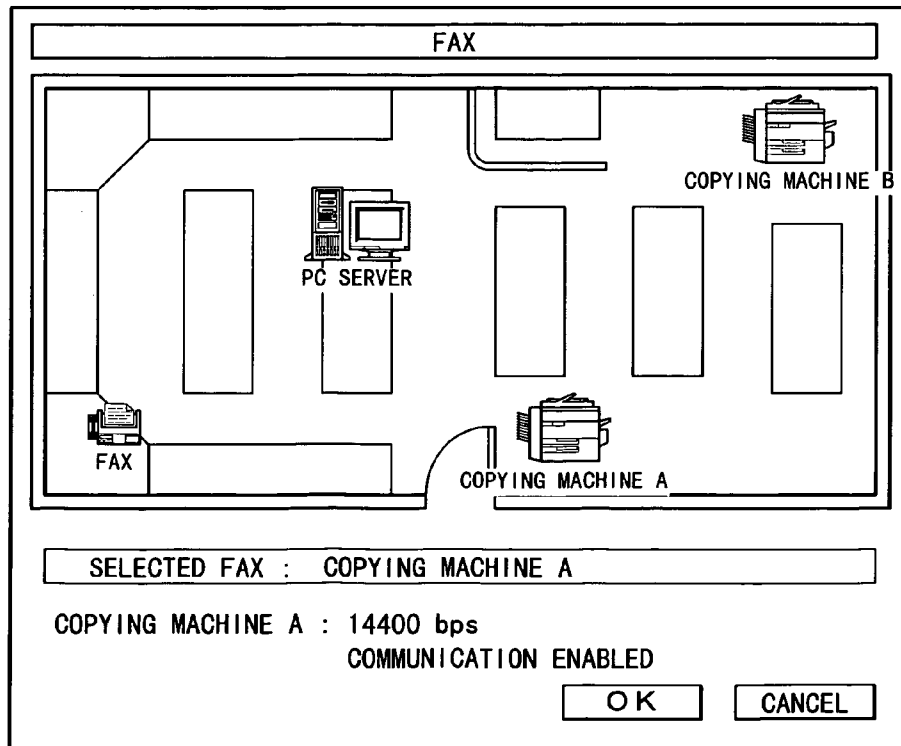 FAX
COPYING MACHINE B
PC SERVER
FAX
COPYING MACHINE A
SELECTED FAX : COPYING MACHINE A
COPYING MACHINE A : 14400 bps
COMMUNICATION ENABLED
OK CANCEL